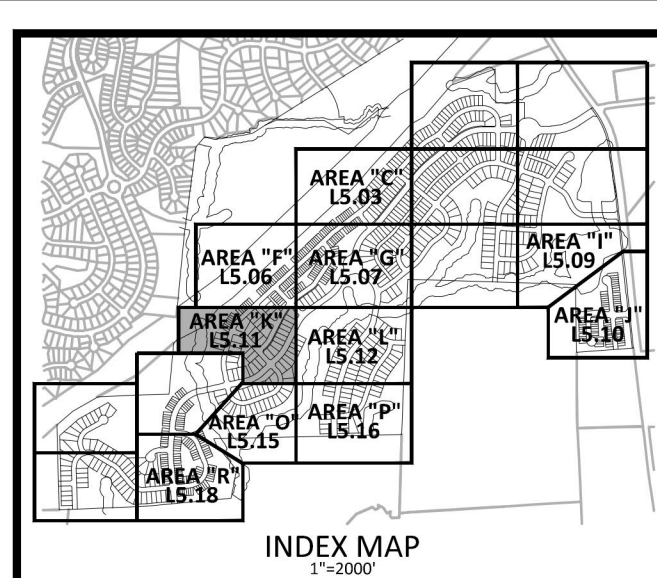 AREA "C"
L5.03
AREA "F"
L5.06
AREA "G"
L5.07
AREA "I"
L5.09
AREA "K"
L5.11
AREA "L"
L5.12
AREA "J"
L5.10
AREA "O"
L5.15
AREA "P"
L5.16
AREA "R"
L5.18
INDEX MAP
1"=2000'